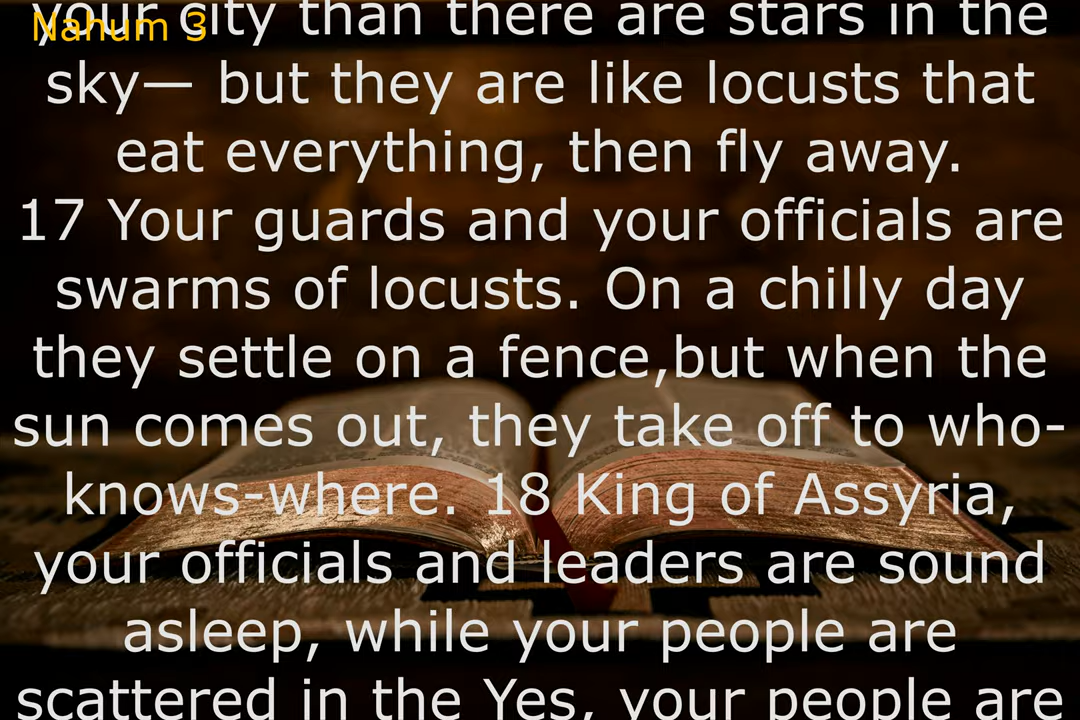 your city than there are stars in the
Nahum 3
sky— but they are like locusts that
eat everything, then fly away.
17 Your guards and your officials are
swarms of locusts. On a chilly day
they settle on a fence,but when the
sun comes out, they take off to who-
knows-where. 18 King of Assyria,
your officials and leaders are sound
asleep, while your people are
scattered in the Yes, your people are